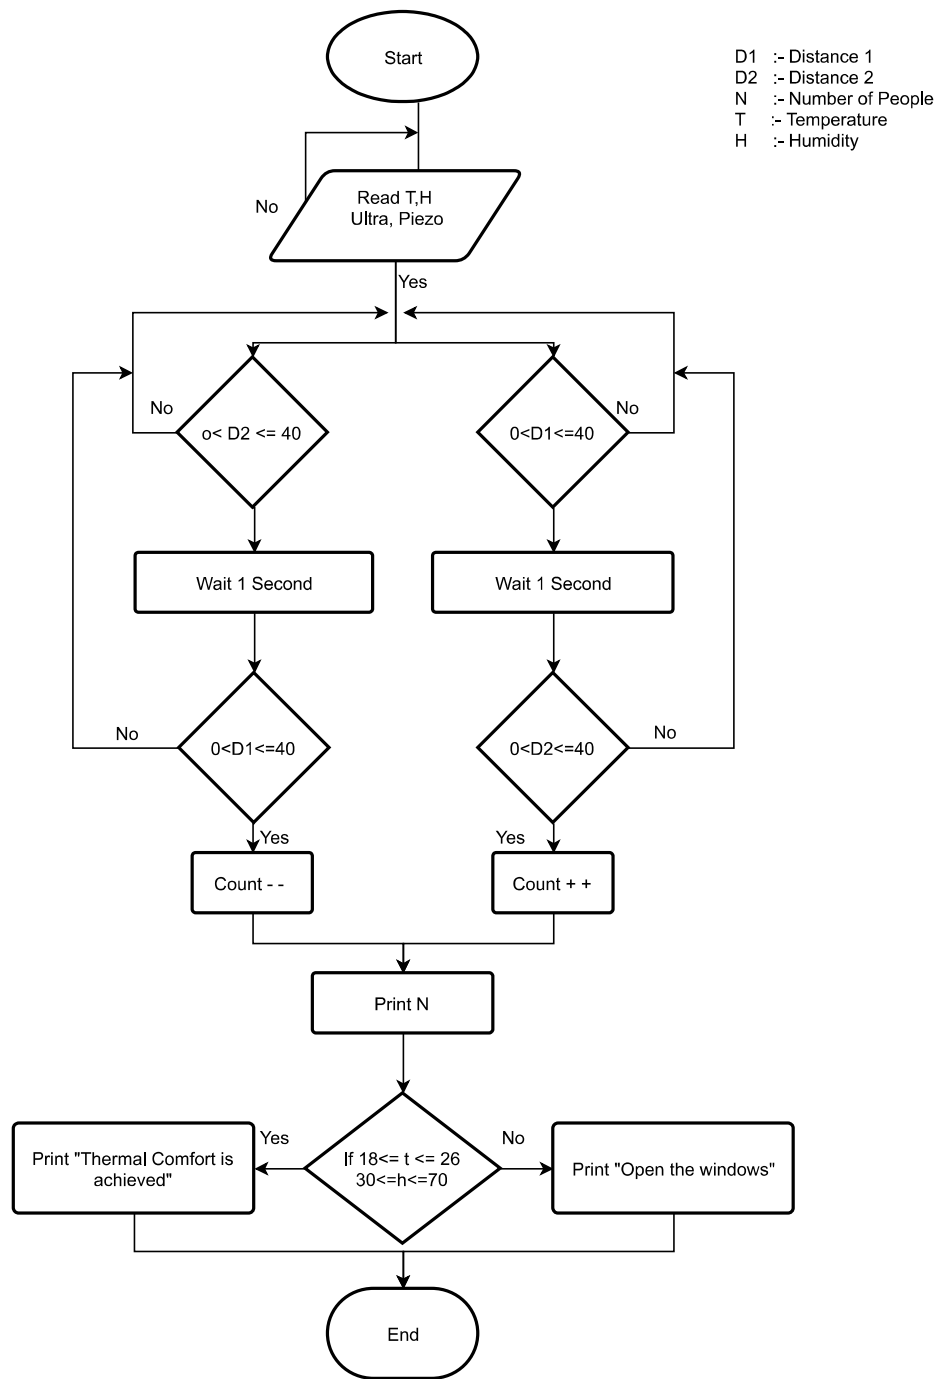 Start
D1 :- Distance 1
D2 :- Distance 2
N :- Number of People
T :- Temperature
H :- Humidity
No
Read T,H
Ultra, Piezo
Yes
No
No
o< D2 <= 40
0<D1<=40
Wait 1 Second
Wait 1 Second
No
No
0<D1<=40
0<D2<=40
Yes
Yes
Count - -
Count + +
Print N
Yes
No
Print "Thermal Comfort is
achieved"
If 18<= t <= 26
30<=h<=70
Print "Open the windows"
End